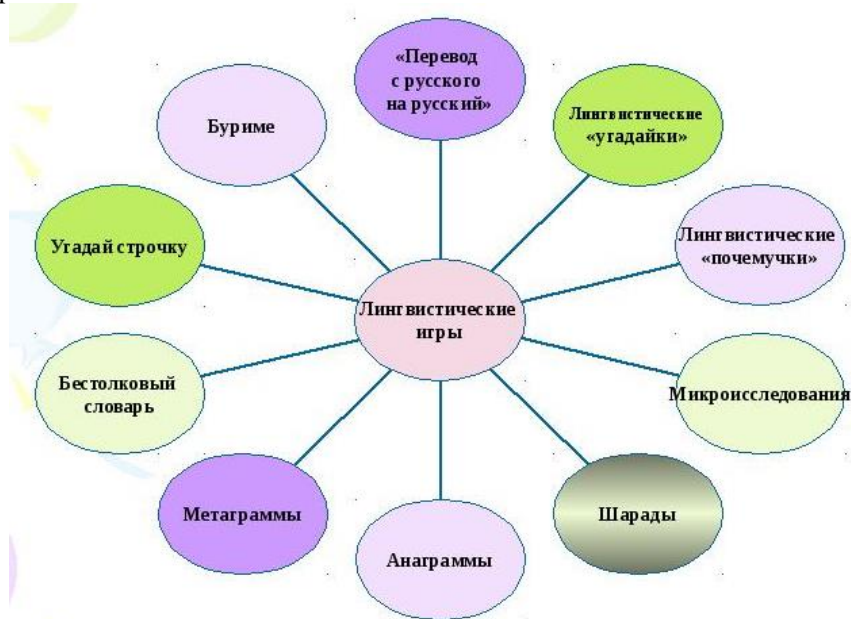 «Перевод
с русского
на русский»
Лингвистические
«угадайки»
Лингвистические
«почемучки»
Микроисследования
Шарады
Анаграммы
Метаграммы
Бестолковый
словарь
Угадай строчку
Буриме
Лингвистические
игры